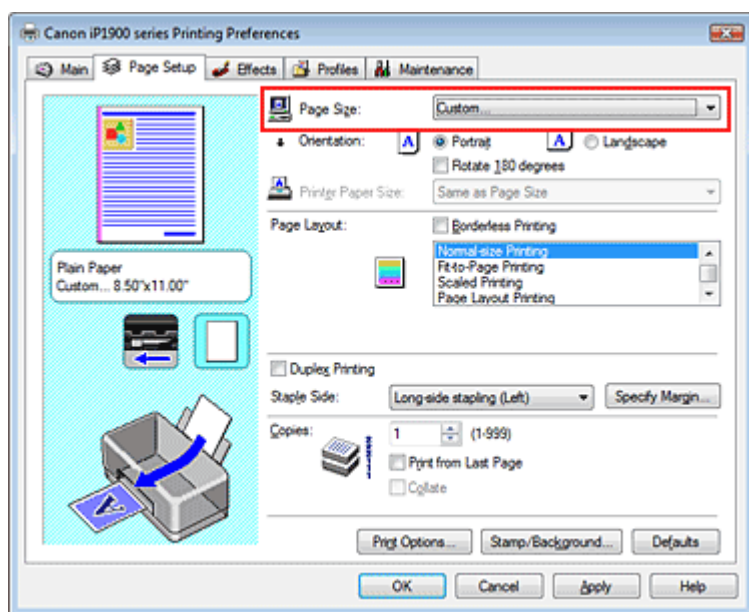 Canon iP1900 series Printing Preferences
Main Page Setup Effects Profiles Maintenance
Page Size: Custom...
Orientation: A Portrait A Landscape
Rotate 180 degrees
Printer Paper Size: Same as Page Size
Page Layout: Borderless Printing
Normal-size Printing
Fit-to-Page Printing
Scaled Printing
Page Layout Printing
Plain Paper
Custom... 8.50"x11.00"
Duplex Printing
Staple Side: Long-side stapling (Left) Specify Margin...
Copies: 1 (1-999)
Print from Last Page
Collate
A
Print Options... Stamp/Background... Defaults
OK Cancel Apply Help